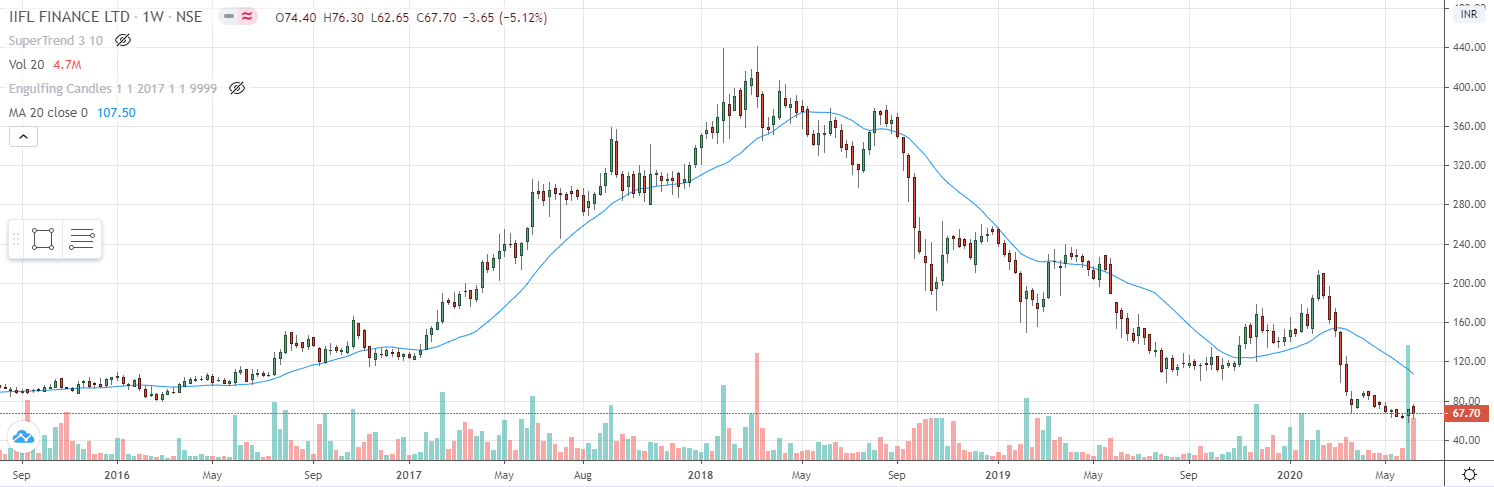 IIFL FINANCE LTD · 1W · NSE O74.40 H76.30 L62.65 C67.70 −3.65 (−5.12%)
INR
SuperTrend 3 10
Vol 20 4.7M
440.00
Engulfing Candles 1 1 2017 1 1 9999
400.00
MA 20 close 0 107.50
360.00
320.00
280.00
240.00
200.00
160.00
120.00
80.00
67.70
40.00
Sep 2016 May Sep 2017 May Aug 2018 May Sep 2019 May Sep 2020 May